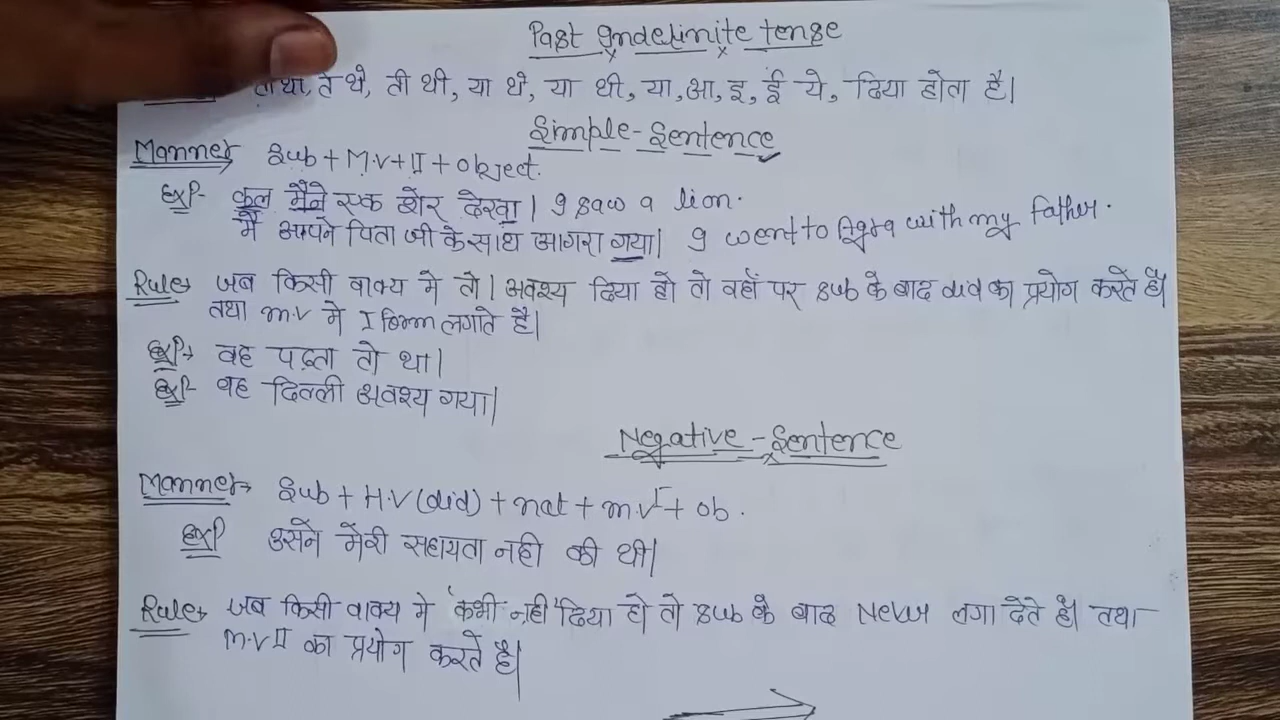 Past Indefinite tense
ता था, ते थे, ती थी, या थे, या थी, या, आ, इ, ई ये, दिया होता है।
Simple-Sentence
Manner Sub + M.V + II + Object.
Exp- कल मैने एक शेर देखा। I saw a lion.
मैं अपने पिता जी के साथ आगरा गया। I went to Agra with my Father.
Rule जब किसी वाक्य मे तो। अवश्य दिया हो तो वहाँ पर Sub के बाद did का प्रयोग करते है।
तथा m.v मे I form लगाते है।
Exp वह पढ़ता तो था।
Exp- वह दिल्ली अवश्य गया।
Negative-Sentence
Manner Sub + H.V (did) + not + m.v I + ob.
Exp उसने मेरी सहायता नही की थी।
Rule जब किसी वाक्य मे 'कभी नही' दिया हो तो Sub के बाद Never लगा देते है। तथा
m.v II का प्रयोग करते है।